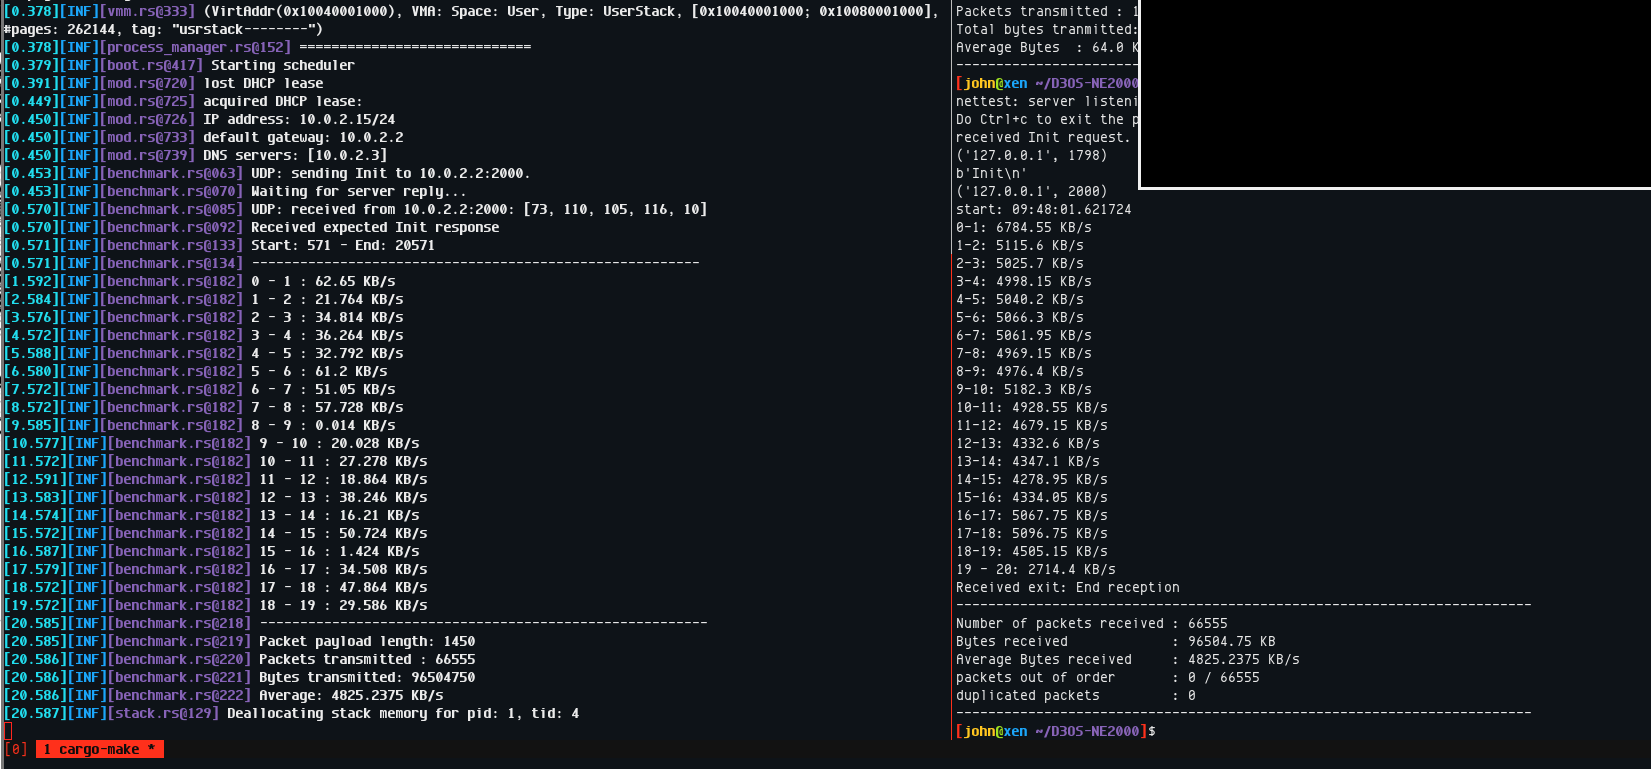 [0.378][INF][vmm.rs@333] (VirtAddr(0x10040001000), VMA: Space: User, Type: UserStack, [0x10040001000; 0x10080001000],
#pages: 262144, tag: "usrstack--------")
[0.378][INF][process_manager.rs@152] =============================
[0.379][INF][boot.rs@417] Starting scheduler
[0.391][INF][mod.rs@720] lost DHCP lease
[0.449][INF][mod.rs@725] acquired DHCP lease:
[0.450][INF][mod.rs@726] IP address: 10.0.2.15/24
[0.450][INF][mod.rs@733] default gateway: 10.0.2.2
[0.450][INF][mod.rs@739] DNS servers: [10.0.2.3]
[0.453][INF][benchmark.rs@063] UDP: sending Init to 10.0.2.2:2000.
[0.453][INF][benchmark.rs@070] Waiting for server reply...
[0.570][INF][benchmark.rs@085] UDP: received from 10.0.2.2:2000: [73, 110, 105, 116, 10]
[0.570][INF][benchmark.rs@092] Received expected Init response
[0.571][INF][benchmark.rs@133] Start: 571 - End: 20571
[0.571][INF][benchmark.rs@134] --------------------------------------------------------
[1.592][INF][benchmark.rs@182] 0 - 1 : 62.65 KB/s
[2.584][INF][benchmark.rs@182] 1 - 2 : 21.764 KB/s
[3.576][INF][benchmark.rs@182] 2 - 3 : 34.814 KB/s
[4.572][INF][benchmark.rs@182] 3 - 4 : 36.264 KB/s
[5.588][INF][benchmark.rs@182] 4 - 5 : 32.792 KB/s
[6.580][INF][benchmark.rs@182] 5 - 6 : 61.2 KB/s
[7.572][INF][benchmark.rs@182] 6 - 7 : 51.05 KB/s
[8.572][INF][benchmark.rs@182] 7 - 8 : 57.728 KB/s
[9.585][INF][benchmark.rs@182] 8 - 9 : 0.014 KB/s
[10.577][INF][benchmark.rs@182] 9 - 10 : 20.028 KB/s
[11.572][INF][benchmark.rs@182] 10 - 11 : 27.278 KB/s
[12.591][INF][benchmark.rs@182] 11 - 12 : 18.864 KB/s
[13.583][INF][benchmark.rs@182] 12 - 13 : 38.246 KB/s
[14.574][INF][benchmark.rs@182] 13 - 14 : 16.21 KB/s
[15.572][INF][benchmark.rs@182] 14 - 15 : 50.724 KB/s
[16.587][INF][benchmark.rs@182] 15 - 16 : 1.424 KB/s
[17.579][INF][benchmark.rs@182] 16 - 17 : 34.508 KB/s
[18.572][INF][benchmark.rs@182] 17 - 18 : 47.864 KB/s
[19.572][INF][benchmark.rs@182] 18 - 19 : 29.586 KB/s
[20.585][INF][benchmark.rs@218] --------------------------------------------------------
[20.585][INF][benchmark.rs@219] Packet payload length: 1450
[20.586][INF][benchmark.rs@220] Packets transmitted : 66555
[20.586][INF][benchmark.rs@221] Bytes transmitted: 96504750
[20.586][INF][benchmark.rs@222] Average: 4825.2375 KB/s
[20.587][INF][stack.rs@129] Deallocating stack memory for pid: 1, tid: 4
[0] 1 cargo-make *
Packets transmitted : 1
Total bytes tranmitted:
Average Bytes : 64.0 K
-----------------------
[john@xen ~/D3OS-NE2000
nettest: server listeni
Do Ctrl+c to exit the p
received Init request.
('127.0.0.1', 1798)
b'Init\n'
('127.0.0.1', 2000)
start: 09:48:01.621724
0-1: 6784.55 KB/s
1-2: 5115.6 KB/s
2-3: 5025.7 KB/s
3-4: 4998.15 KB/s
4-5: 5040.2 KB/s
5-6: 5066.3 KB/s
6-7: 5061.95 KB/s
7-8: 4969.15 KB/s
8-9: 4976.4 KB/s
9-10: 5182.3 KB/s
10-11: 4928.55 KB/s
11-12: 4679.15 KB/s
12-13: 4332.6 KB/s
13-14: 4347.1 KB/s
14-15: 4278.95 KB/s
15-16: 4334.05 KB/s
16-17: 5067.75 KB/s
17-18: 5096.75 KB/s
18-19: 4505.15 KB/s
19 - 20: 2714.4 KB/s
Received exit: End reception
------------------------------------------------------------------------
Number of packets received : 66555
Bytes received : 96504.75 KB
Average Bytes received : 4825.2375 KB/s
packets out of order : 0 / 66555
duplicated packets : 0
------------------------------------------------------------------------
[john@xen ~/D3OS-NE2000]$